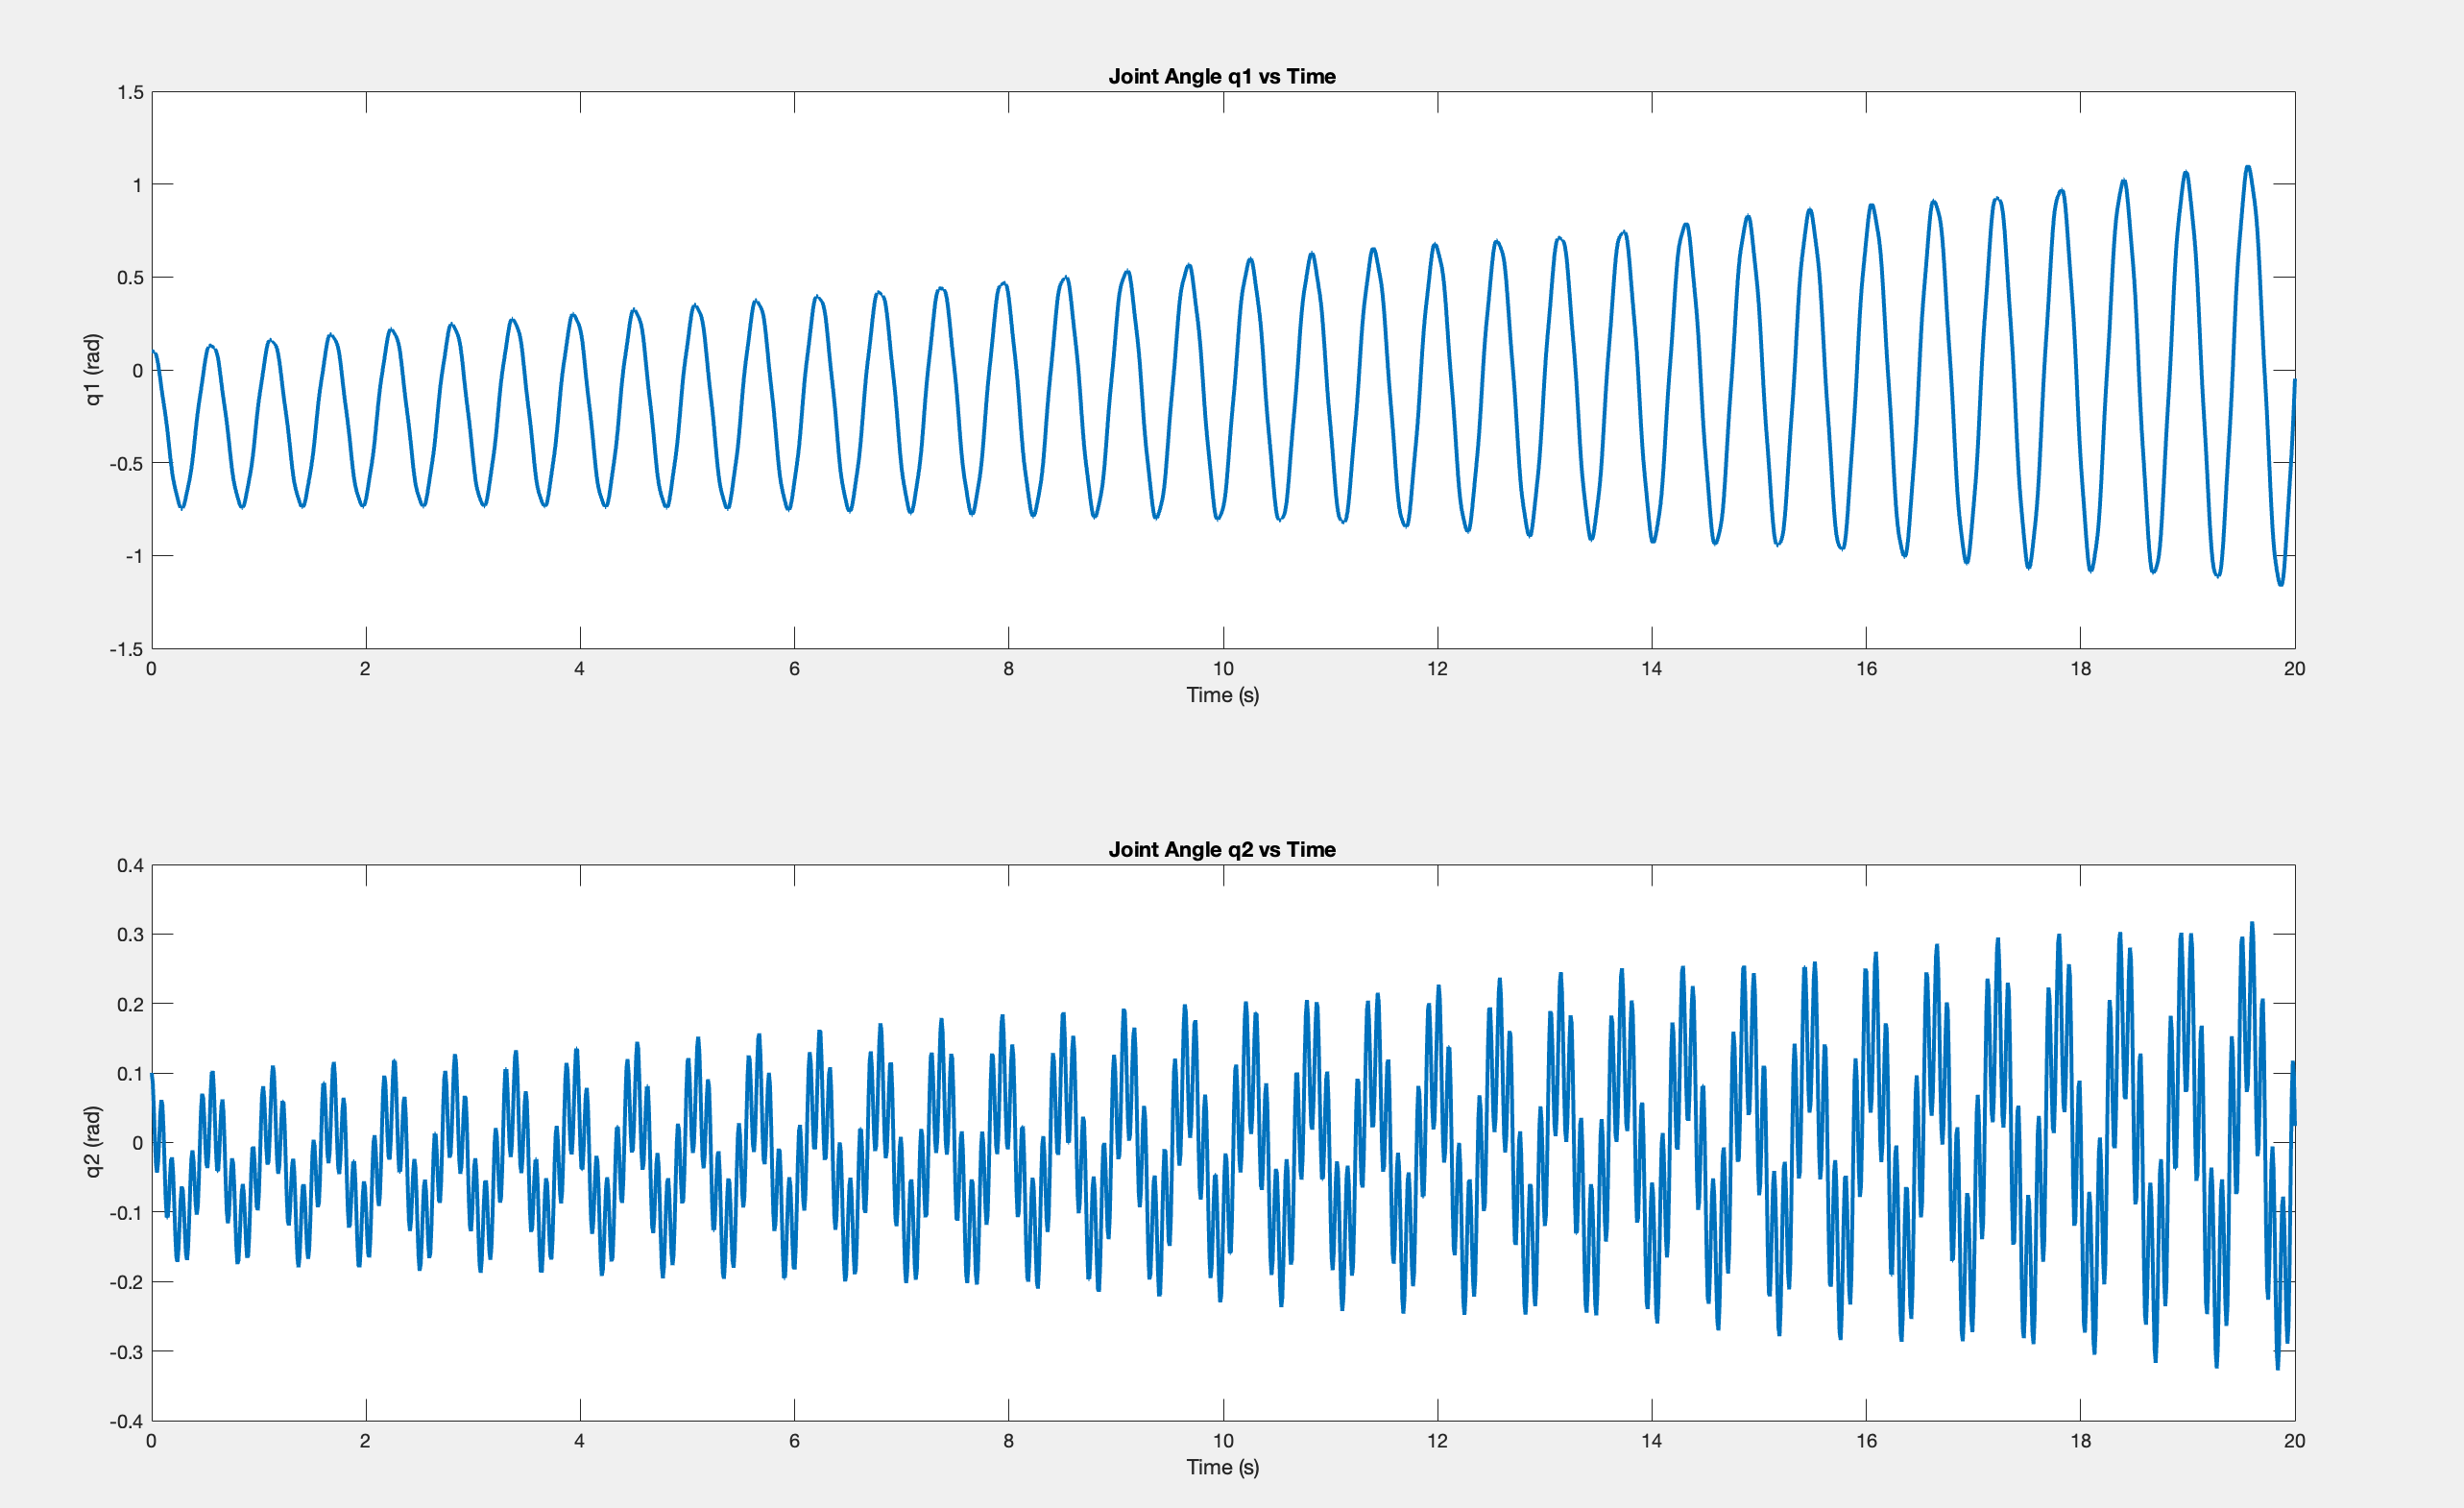 Joint Angle q1 vs Time
1.5
1
0.5
0
-0.5
-1
-1.5
q1 (rad)
0 2 4 6 8 10 12 14 16 18 20
Time (s)
Joint Angle q2 vs Time
0.4
0.3
0.2
0.1
0
-0.1
-0.2
-0.3
-0.4
q2 (rad)
0 2 4 6 8 10 12 14 16 18 20
Time (s)